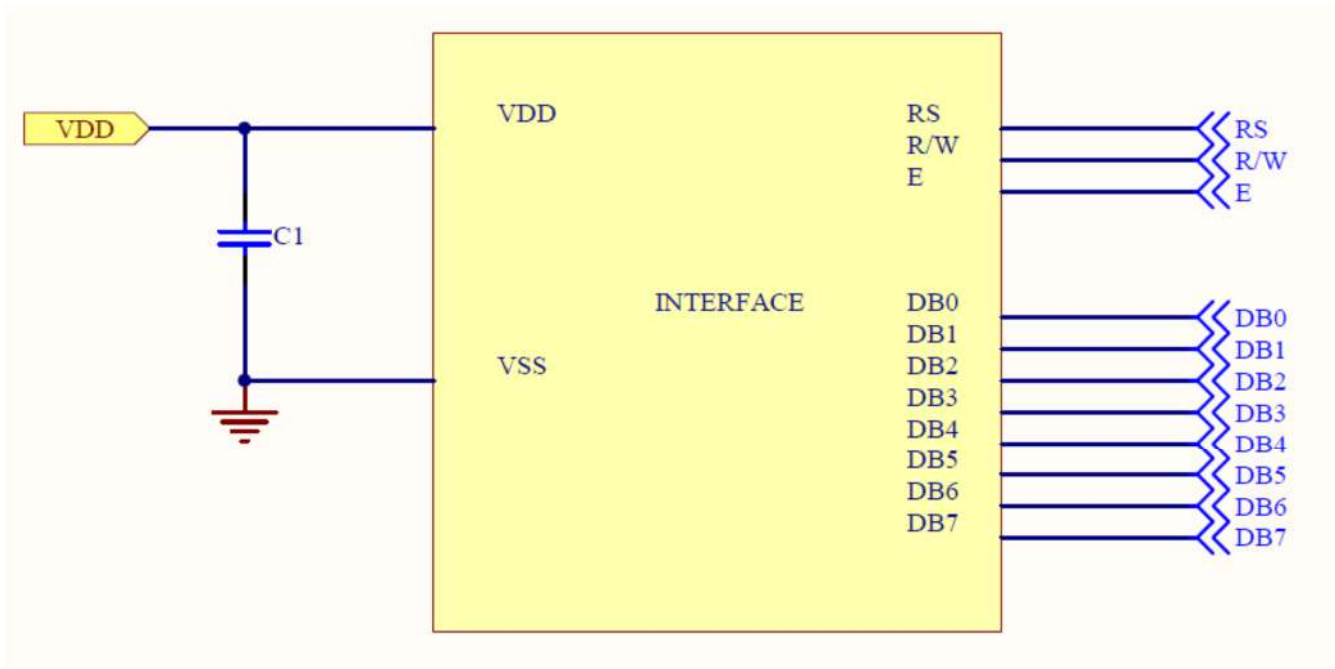 VDD
VDD
C1
VSS
INTERFACE
RS
R/W
E
DB0
DB1
DB2
DB3
DB4
DB5
DB6
DB7
RS
R/W
E
DB0
DB1
DB2
DB3
DB4
DB5
DB6
DB7